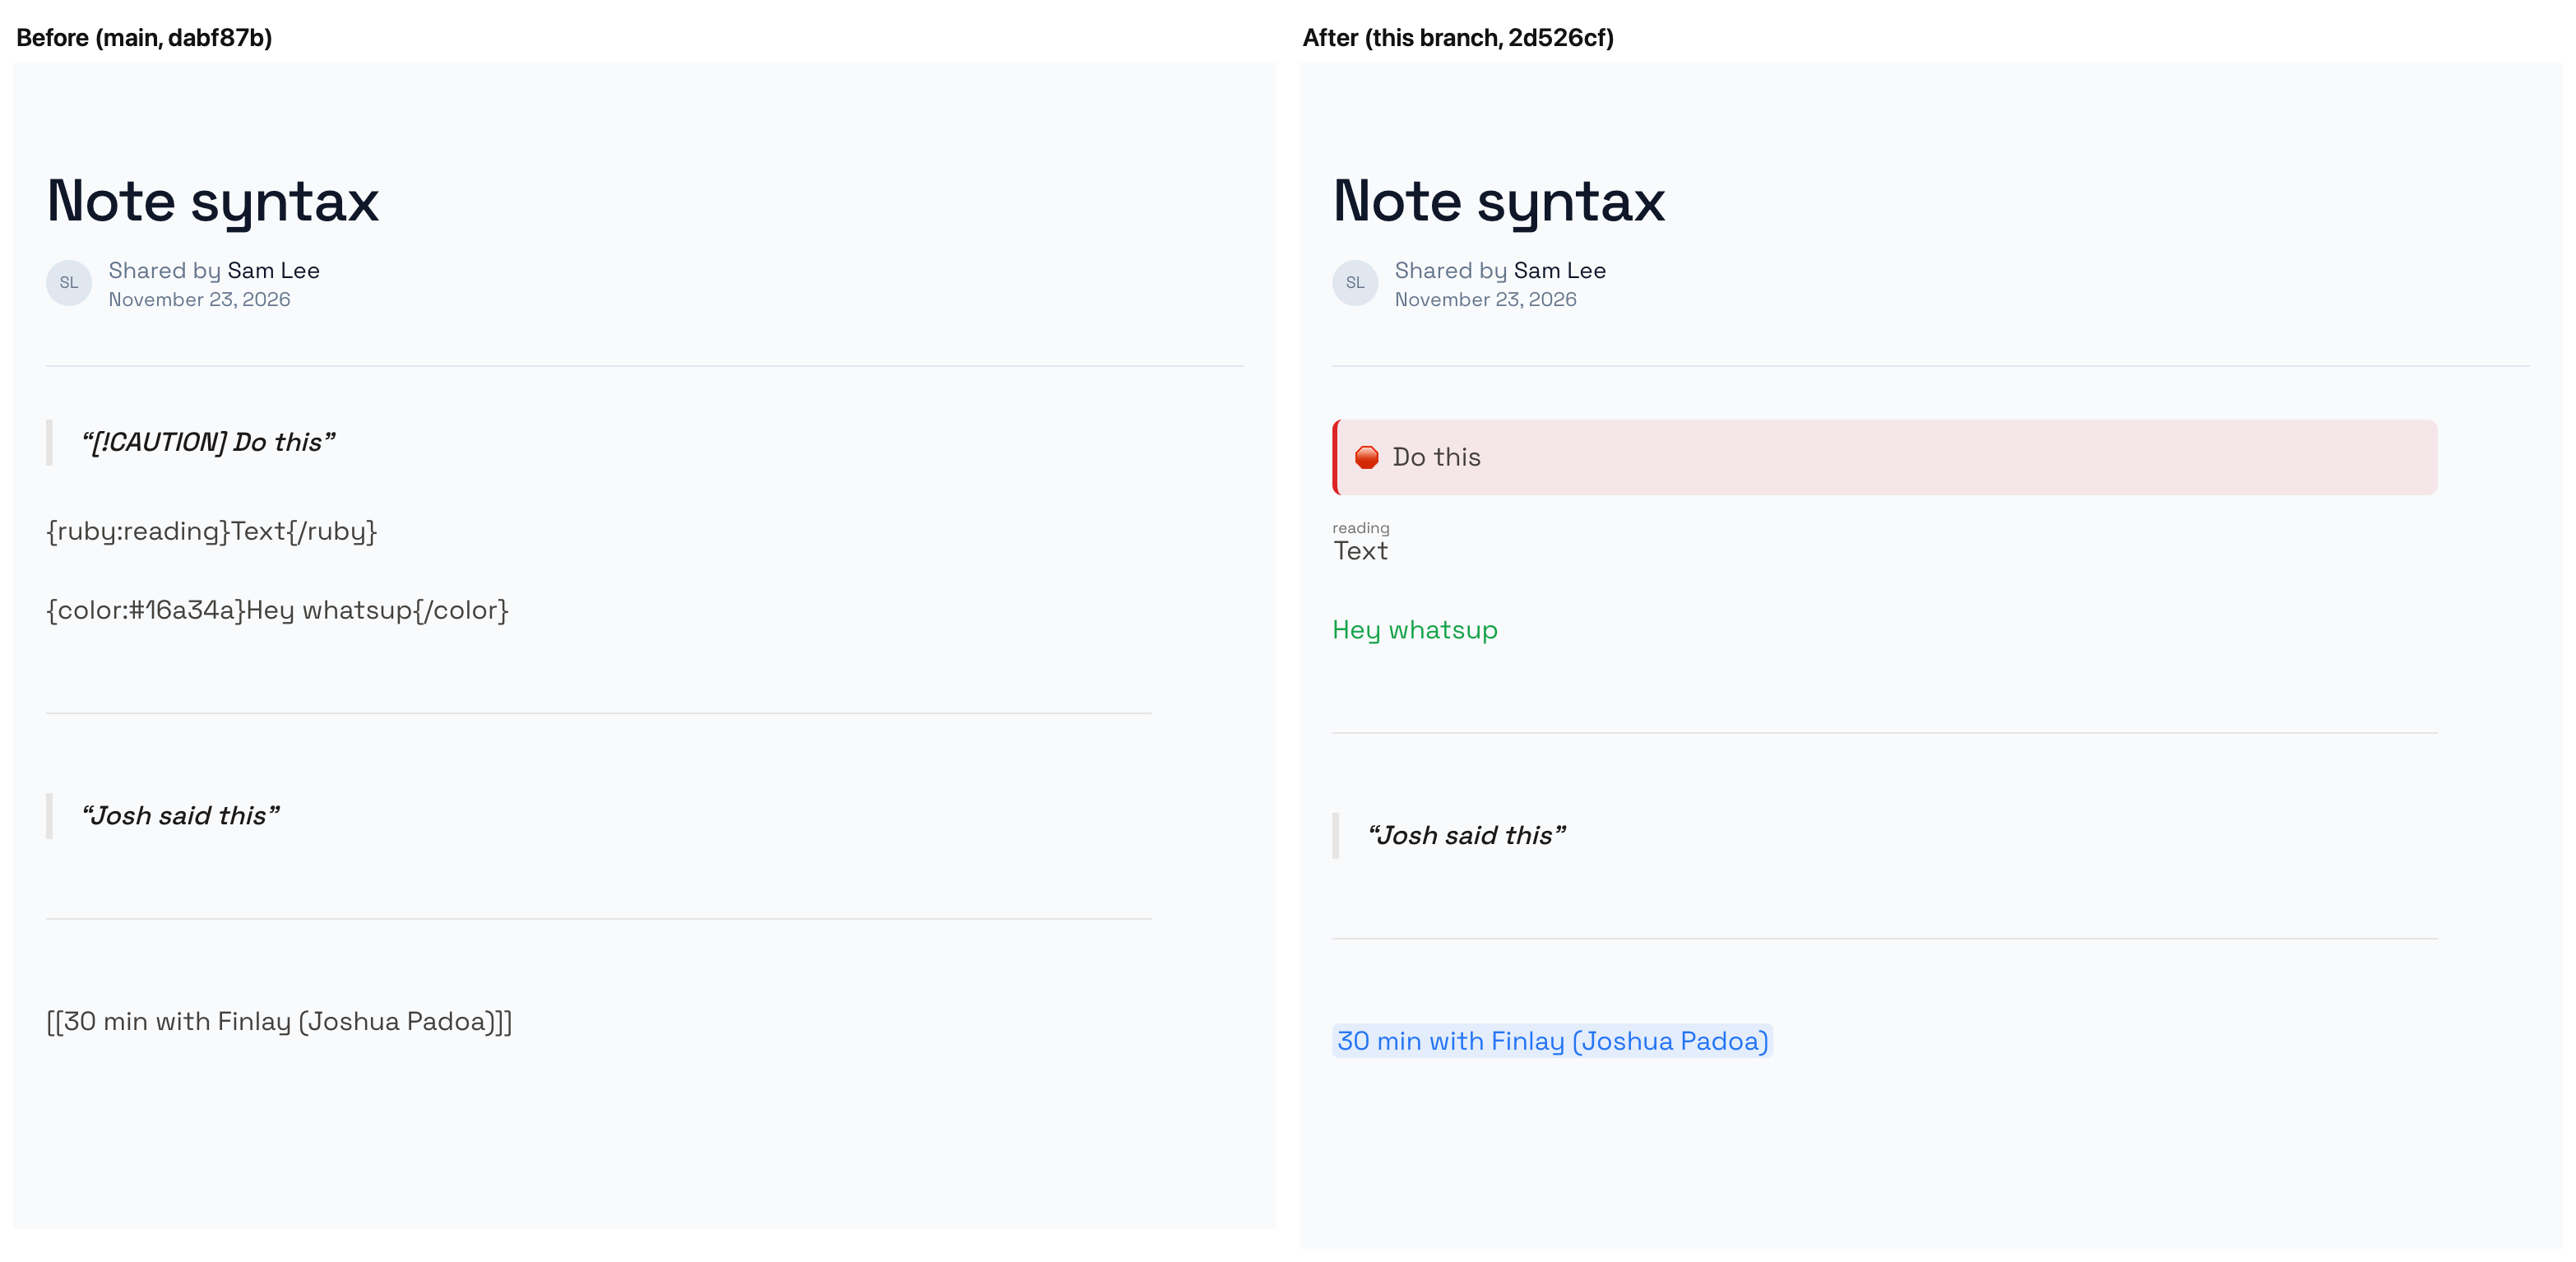 Before (main, dabf87b)
Note syntax
SL
Shared by Sam Lee
November 23, 2026
“[!CAUTION] Do this”
{ruby:reading}Text{/ruby}
{color:#16a34a}Hey whatsup{/color}
“Josh said this”
[[30 min with Finlay (Joshua Padoa)]]
After (this branch, 2d526cf)
Note syntax
SL
Shared by Sam Lee
November 23, 2026
Do this
reading
Text
Hey whatsup
“Josh said this”
30 min with Finlay (Joshua Padoa)